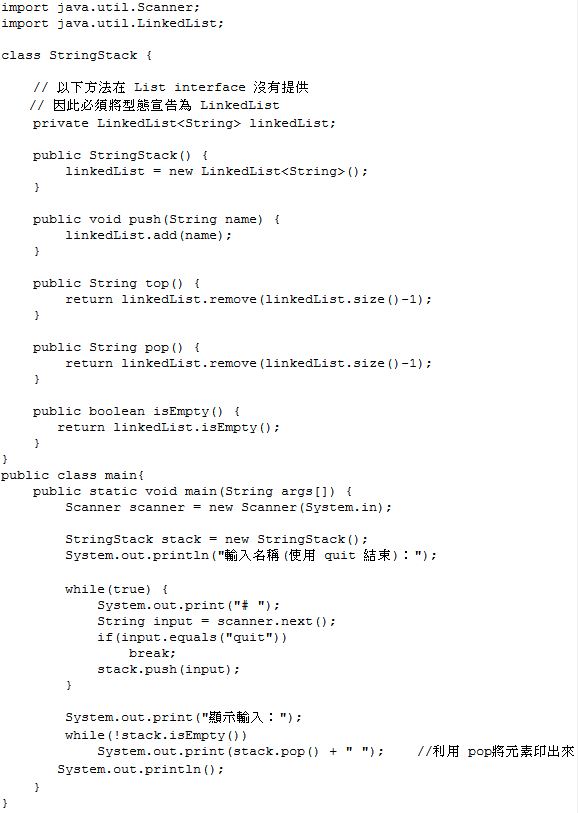 import java.util.Scanner;
import java.util.LinkedList;

class StringStack {

    // 以下方法在 List interface 沒有提供
    // 因此必須將型態宣告為 LinkedList
    private LinkedList<String> linkedList;

    public StringStack() {
        linkedList = new LinkedList<String>();
    }

    public void push(String name) {
        linkedList.add(name);
    }

    public String top() {
        return linkedList.remove(linkedList.size()-1);
    }

    public String pop() {
        return linkedList.remove(linkedList.size()-1);
    }

    public boolean isEmpty() {
       return linkedList.isEmpty();
    }
}
public class main{
    public static void main(String args[]) {
        Scanner scanner = new Scanner(System.in);

        StringStack stack = new StringStack();
        System.out.println("輸入名稱(使用 quit 結束)：");

        while(true) {
            System.out.print("# ");
            String input = scanner.next();
            if(input.equals("quit"))
                break;
            stack.push(input);
        }

        System.out.print("顯示輸入：");
        while(!stack.isEmpty())
            System.out.print(stack.pop() + " ");    //利用 pop將元素印出來
       System.out.println();
    }
}